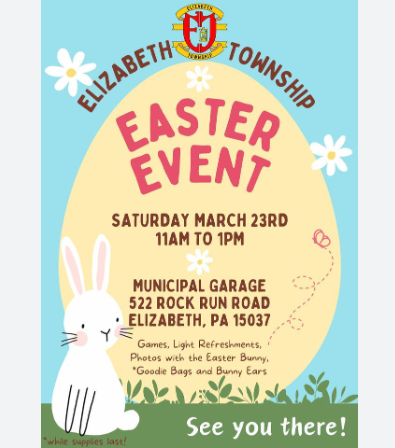 ELIZABETH
TOWNSHIP
ELIZABETH TOWNSHIP
EASTER
EVENT
SATURDAY MARCH 23RD
11AM TO 1PM
MUNICIPAL GARAGE
522 ROCK RUN ROAD
ELIZABETH, PA 15037
Games, Light Refreshments,
Photos with the Easter Bunny,
*Goodie Bags and Bunny Ears
See you there!
*while supplies last!